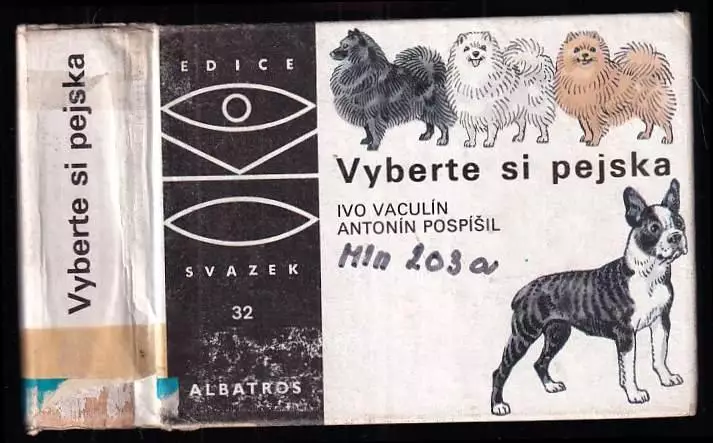 Vyberte si pejska
EDICE
SVAZEK
32
ALBATROS
Vyberte si pejska
IVO VACULÍN
ANTONÍN POSPÍŠIL
Mln 203a